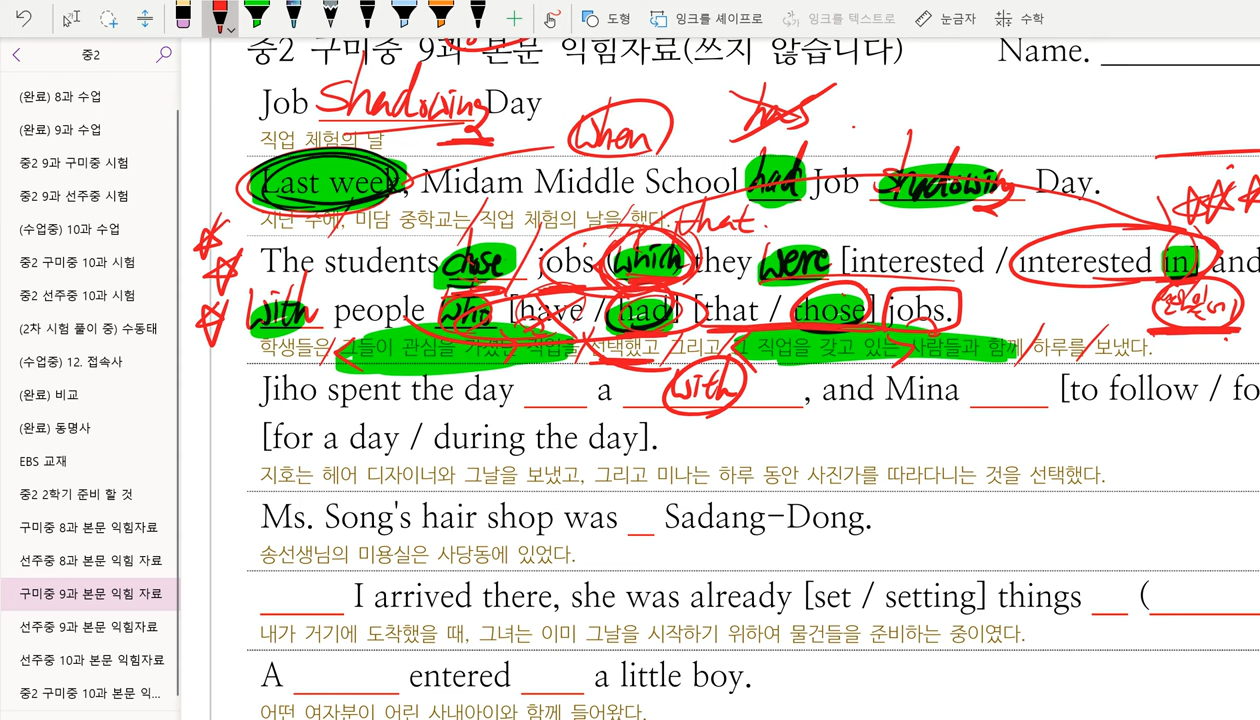 도형 잉크를 셰이프로 잉크를 텍스트로 눈금자 수학
중2
(완료) 8과 수업
(완료) 9과 수업
중2 9과 구미중 시험
중2 9과 선주중 시험
(수업중) 10과 수업
중2 구미중 10과 시험
중2 선주중 10과 시험
(2차 시험 풀이 중) 수동태
(수업중) 12. 접속사
(완료) 비교
(완료) 동명사
EBS 교재
중2 2학기 준비 할 것
구미중 8과 본문 익힘자료
선주중 8과 본문 익힘 자료
구미중 9과 본문 익힘 자료
선주중 9과 본문 익힘자료
선주중 10과 본문 익힘자료
중2 구미중 10과 본문 익...
중2 구미중 9과 본문 익힘자료(쓰지 않습니다) Name.
Job Shadowing Day
직업 체험의 날
when has
Last week, Midam Middle School had Job Shadowing Day.
지난 주에, 미담 중학교는 직업 체험의 날을 했다.
that
The students chose jobs (which) they were [interested / interested in] and
with people who [have / had] [that / those] jobs.
학생들은 그들이 관심을 가졌던 직업을 선택했고 그리고 그 직업을 갖고 있는 사람들과 함께 하루를 보냈다.
with
Jiho spent the day a , and Mina [to follow / fo
[for a day / during the day].
지호는 헤어 디자이너와 그날을 보냈고, 그리고 미나는 하루 동안 사진가를 따라다니는 것을 선택했다.
Ms. Song's hair shop was Sadang-Dong.
송선생님의 미용실은 사당동에 있었다.
I arrived there, she was already [set / setting] things (
내가 거기에 도착했을 때, 그녀는 이미 그날을 시작하기 위하여 물건들을 준비하는 중이였다.
A entered a little boy.
어떤 여자분이 어린 사내아이와 함께 들어왔다.